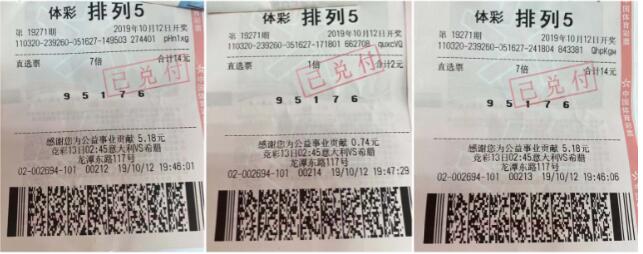 体彩 排列5
第 19271期 2019年10月12日开奖
110320-239260-051627-149503 274401 pHnlxg
直选票 7倍 合计14元
已兑付
9 5 1 7 6
感谢您为公益事业贡献 5.18元
竞彩13日02:45意大利VS希腊
龙潭东路117号
02-002694-101 00212 19/10/12 19:46:01
体彩 排列5
第 19271期 2019年10月12日开奖
110320-239260-051627-171801 662708 quxcVQ
直选票 1倍 合计2元
已兑付
9 5 1 7 6
感谢您为公益事业贡献 0.74元
竞彩13日02:45意大利VS希腊
龙潭东路117号
02-002694-101 00214 19/10/12 19:47:29
体彩 排列5
第 19271期 2019年10月12日开奖
110320-239260-051627-241804 843381 QhpKgw
直选票 7倍 合计14元
已兑付
9 5 1 7 6
感谢您为公益事业贡献 5.18元
竞彩13日02:45意大利VS希腊
龙潭东路117号
02-002694-101 00213 19/10/12 19:46:06
中国体育彩票